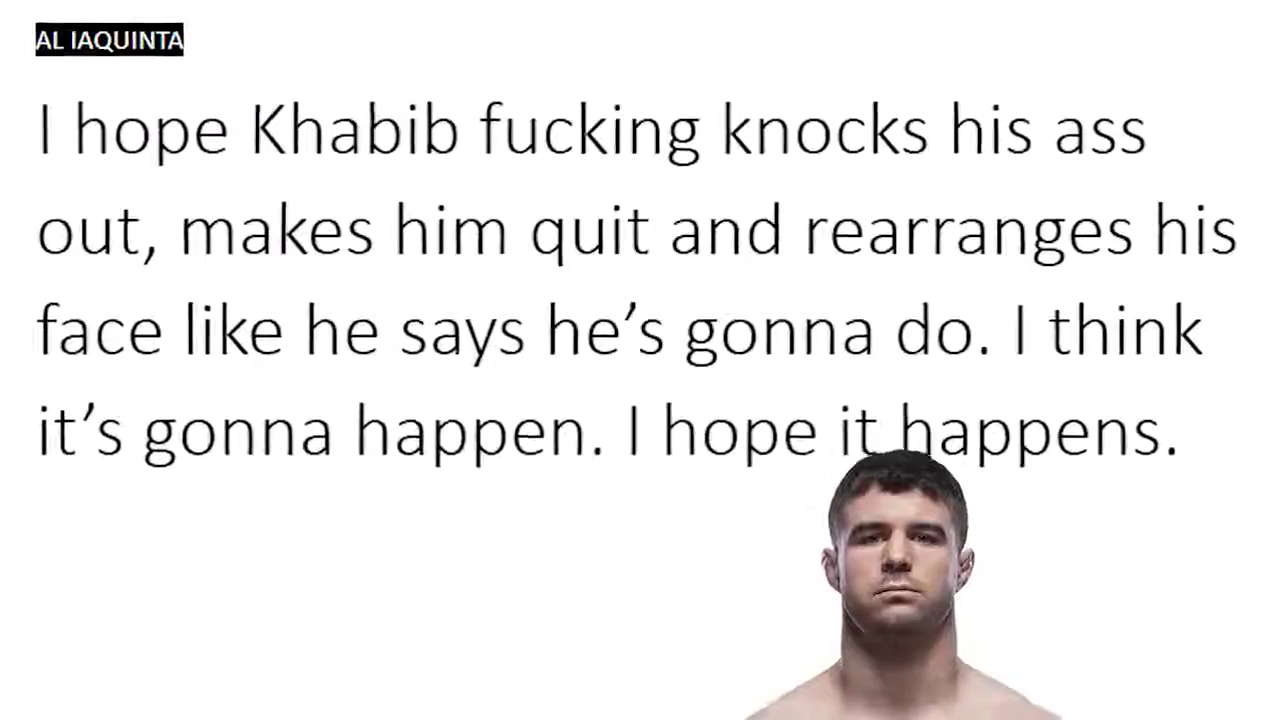 AL IAQUINTA
I hope Khabib fucking knocks his ass
out, makes him quit and rearranges his
face like he says he’s gonna do. I think
it’s gonna happen. I hope it happens.